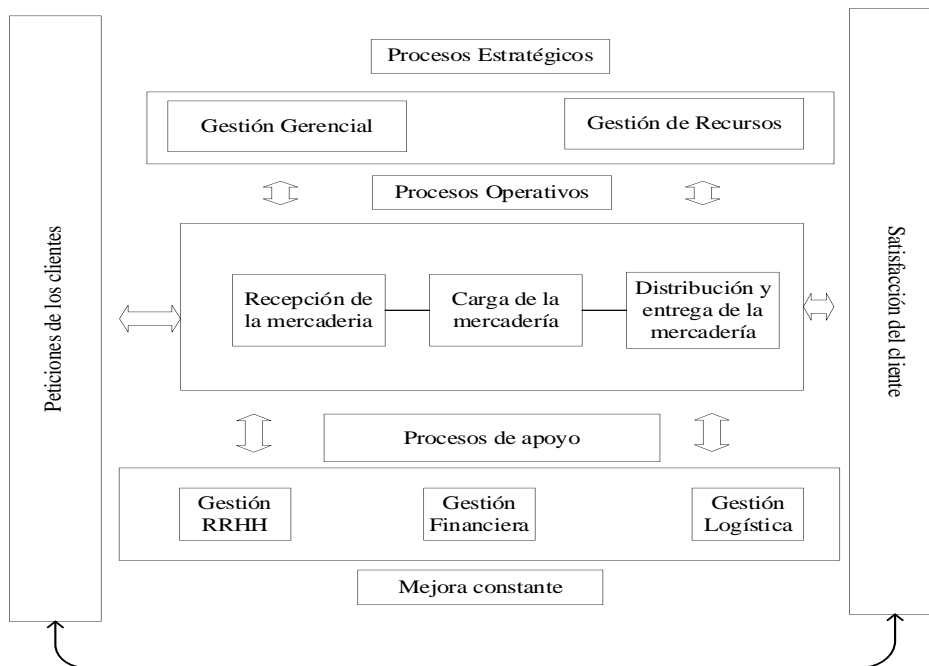 Procesos Estratégicos
Gestión Gerencial
Gestión de Recursos
Procesos Operativos
Peticiones de los clientes
Recepción de
la mercaderia
Carga de la
mercadería
Distribución y
entrega de la
mercadería
Satisfacción del cliente
Procesos de apoyo
Gestión
RRHH
Gestión
Financiera
Gestión
Logística
Mejora constante